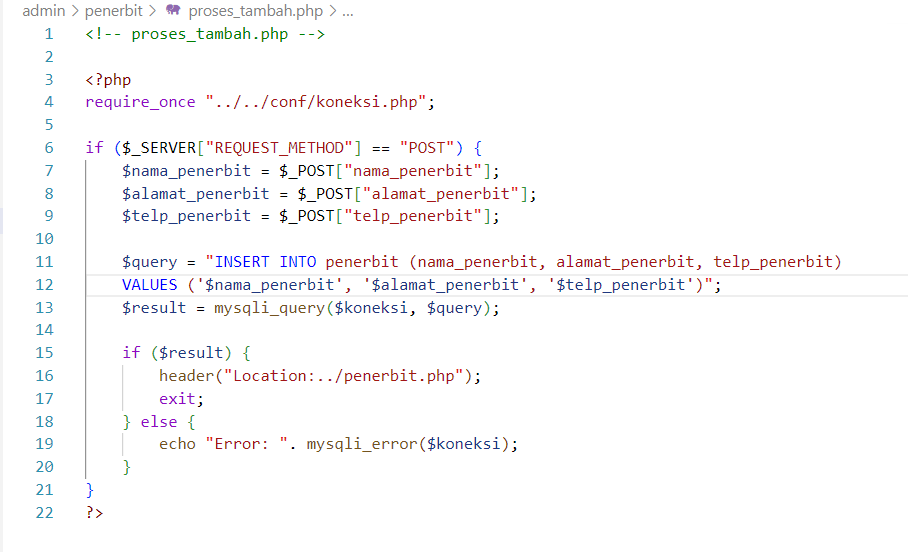 admin > penerbit > proses_tambah.php > ...
1 <!-- proses_tambah.php -->
2
3 <?php
4 require_once "../../conf/koneksi.php";
5
6 if ($_SERVER["REQUEST_METHOD"] == "POST") {
7     $nama_penerbit = $_POST["nama_penerbit"];
8     $alamat_penerbit = $_POST["alamat_penerbit"];
9     $telp_penerbit = $_POST["telp_penerbit"];
10
11     $query = "INSERT INTO penerbit (nama_penerbit, alamat_penerbit, telp_penerbit)
12     VALUES ('$nama_penerbit', '$alamat_penerbit', '$telp_penerbit')";
13     $result = mysqli_query($koneksi, $query);
14
15     if ($result) {
16         header("Location:../penerbit.php");
17         exit;
18     } else {
19         echo "Error: ". mysqli_error($koneksi);
20     }
21 }
22 ?>